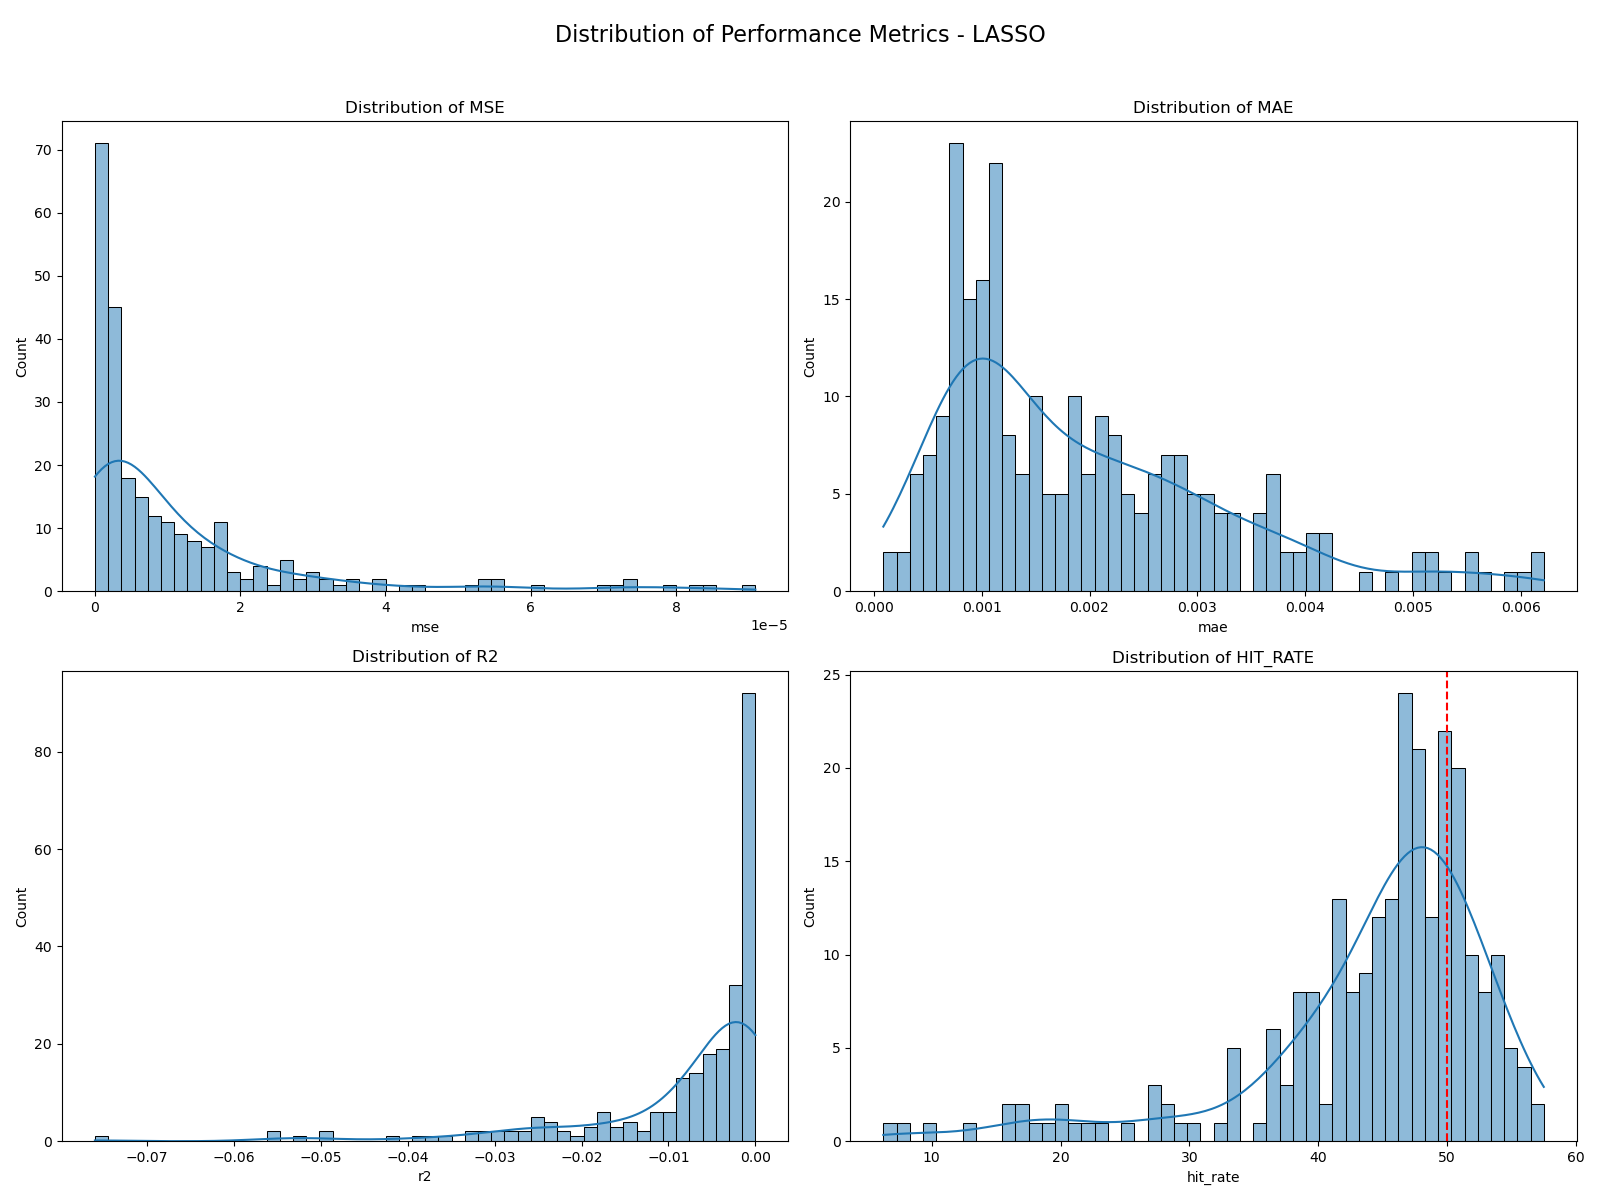 Distribution of Performance Metrics - LASSO
Distribution of MSE
70
60
50
40
30
20
10
0
Count
0 2 4 6 8
1e−5
mse
Distribution of MAE
20
15
10
5
0
Count
0.000 0.001 0.002 0.003 0.004 0.005 0.006
mae
Distribution of R2
80
60
40
20
0
Count
−0.07 −0.06 −0.05 −0.04 −0.03 −0.02 −0.01 0.00
r2
Distribution of HIT_RATE
25
20
15
10
5
0
Count
10 20 30 40 50 60
hit_rate